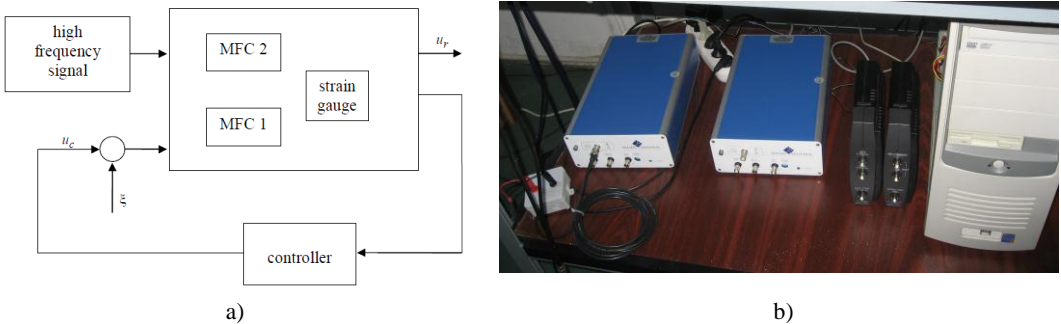 high
frequency
signal
MFC 2
MFC 1
strain
gauge
u_r
u_c
ξ
controller
a)
b)